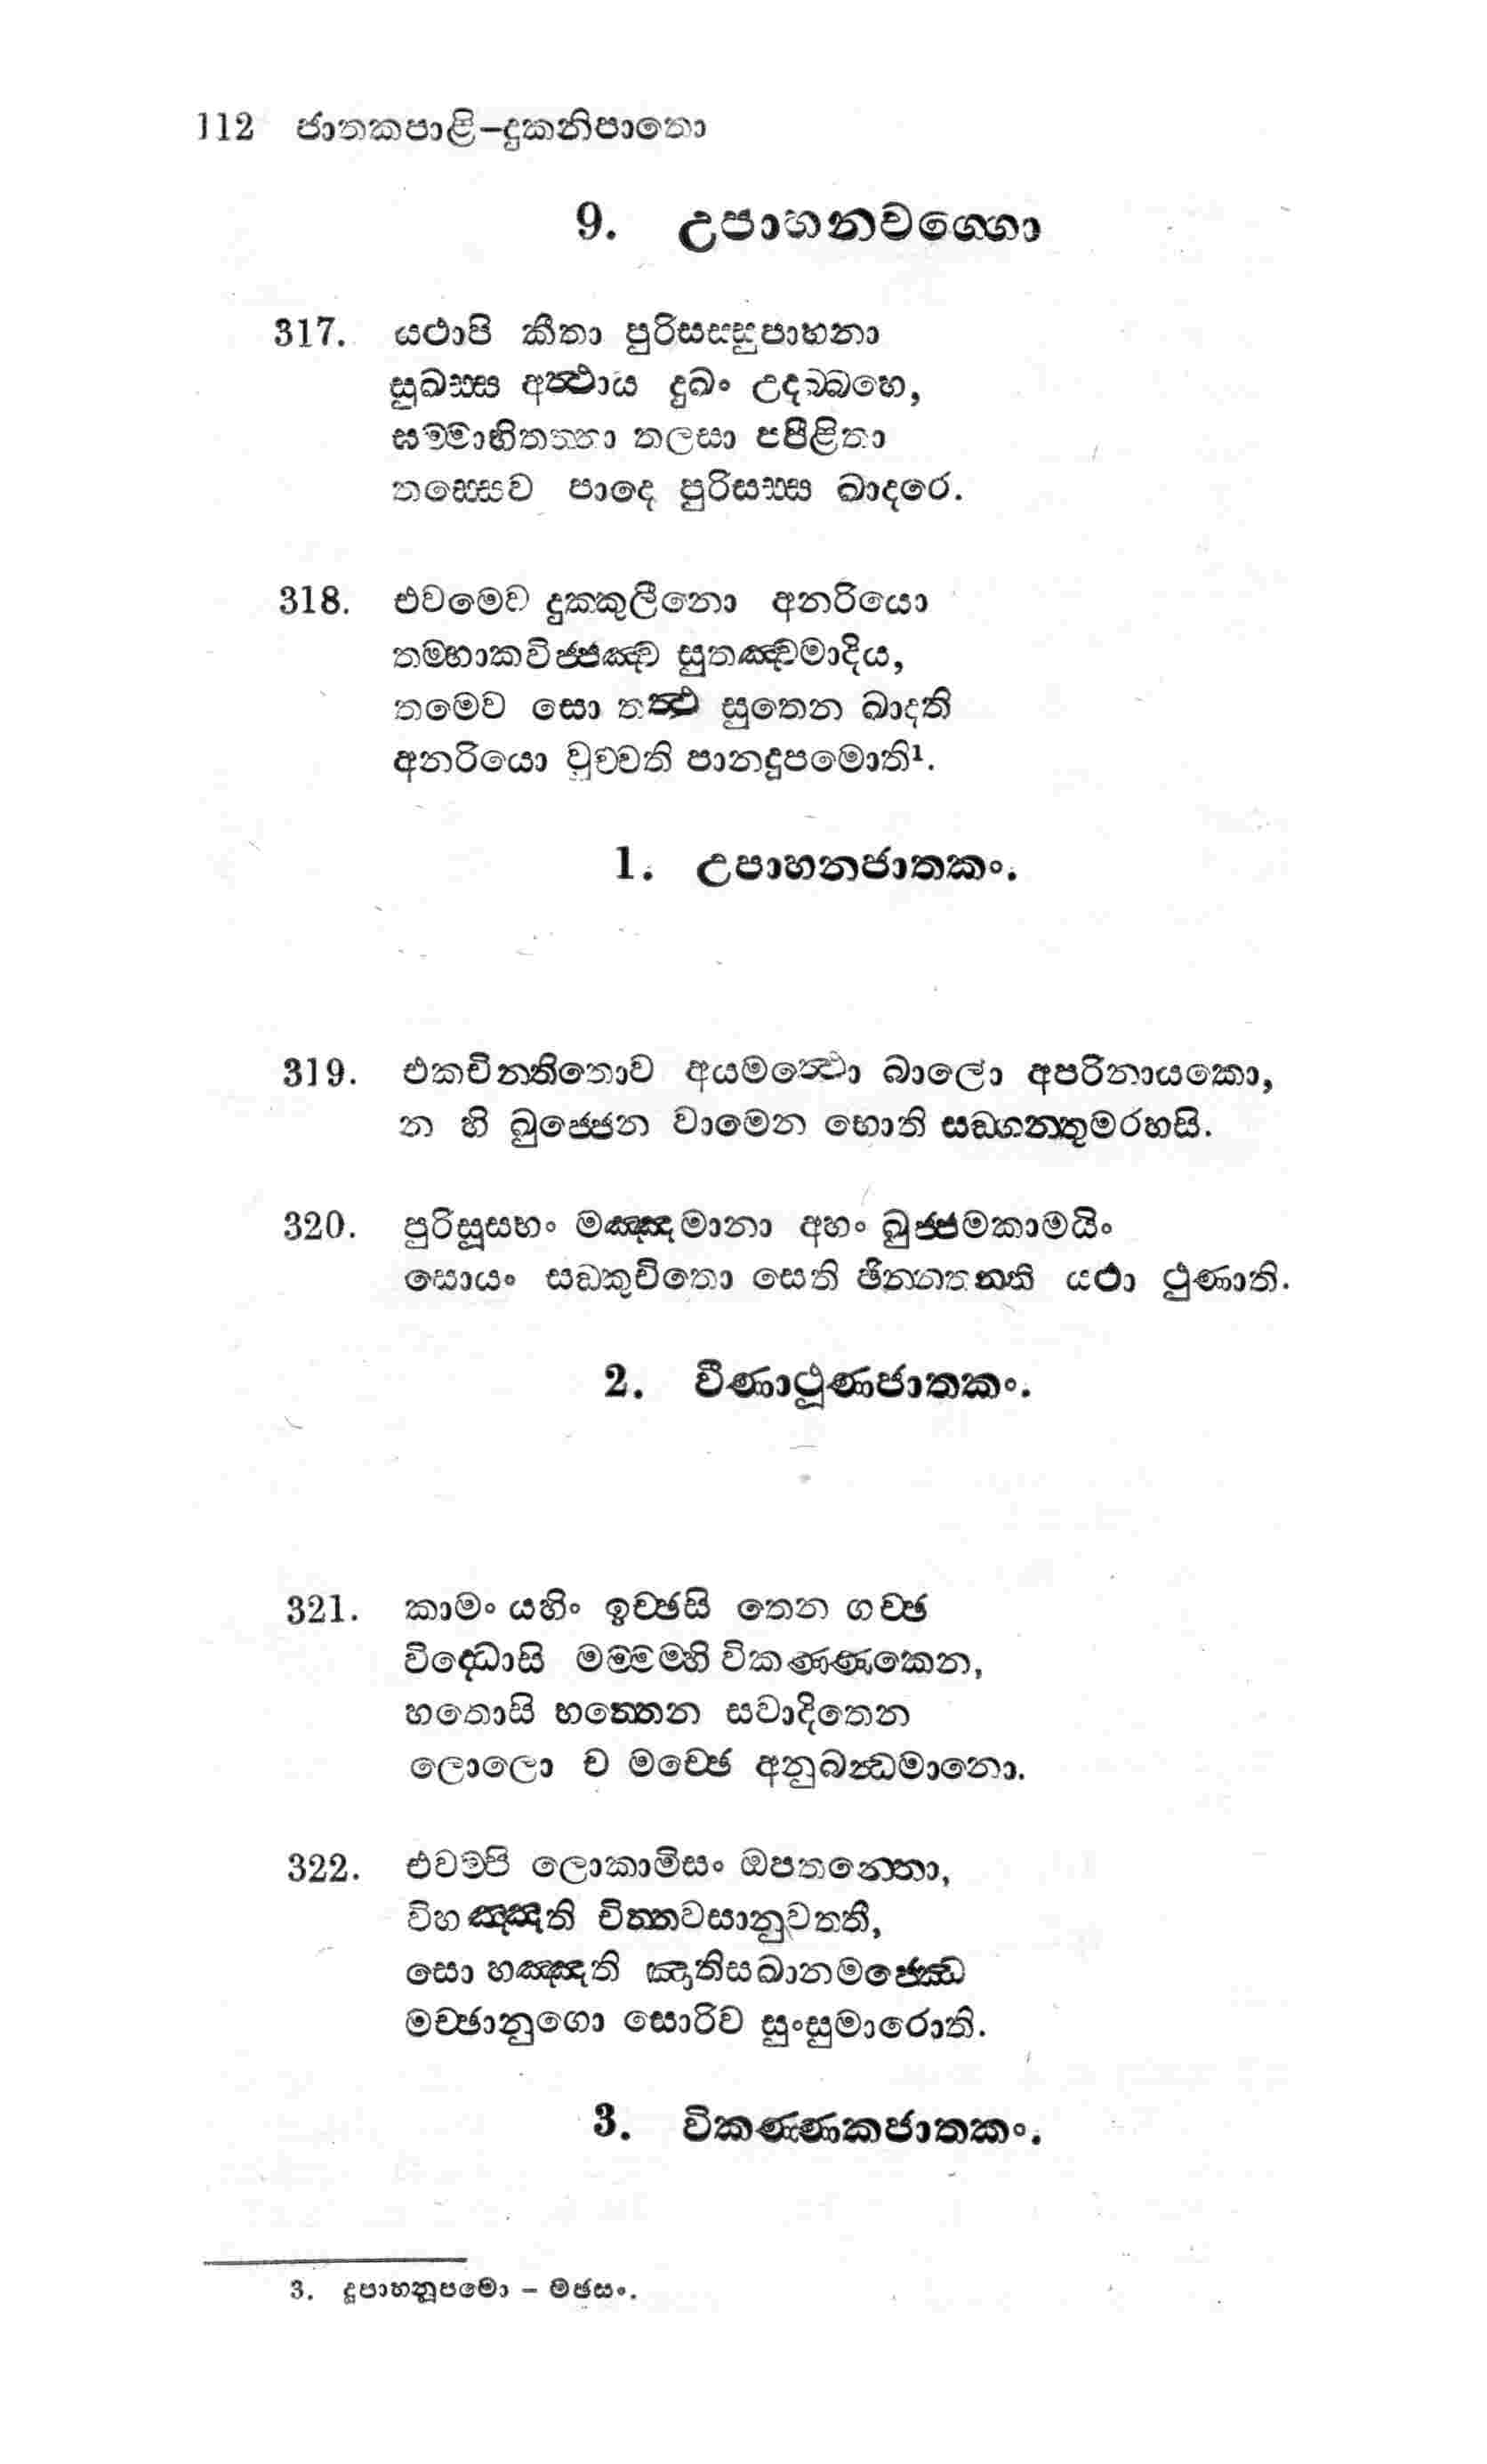 112 ජාතකපාළි–දුකනිපාතො
9. උපාහනවග්ගො
317. යථාපි කීතා පුරිසස්සුපාහනා
සුඛස්ස අත්ථාය දුඛං උදබ්බහෙ,
ඝම්මාභිතත්තා තලසා පපීළිතා
තස්සෙව පාදෙ පුරිසස්ස ඛාදරෙ.
318. එවමෙව දුක්කුලීනො අනරියො
තම්හාකවිජ්ජඤ්ච සුතඤ්චමාදිය,
තමෙව සො තත්ථ සුතෙන ඛාදති
අනරියො වුච්චති පානදූපමොති¹.
1. උපාහනජාතකං.
319. එකචින්තිතොව අයමත්ථො බාලො අපරිනායකො,
න හි ඛුජ්ජෙන වාමෙන භොති සඞ්ගන්තුමරහසි.
320. පුරිසූසභං මඤ්ඤමානා අහං ඛුජ්ජමකාමයිං
සොයං සඞ්කුචිතො සෙති ඡින්නතන්ති යථා ථුණාති.
2. වීණාථූණජාතකං.
321. කාමං යහිං ඉච්ඡසි තෙන ගච්ඡ
විද්ධොසි මම්මම්හි විකණ්ණකෙන,
හතොසි භත්තෙන සවාදිතෙන
ලොලො ච මච්ඡෙ අනුබන්ධමානො.
322. එවම්පි ලොකාමිසං ඔපතන්තො,
විහඤ්ඤති චිත්තවසානුවත්තී,
සො හඤ්ඤති ඤාතිසඛානමජ්ඣෙ
මච්ඡානුගො සොරිව සුංසුමාරොති.
3. විකණ්ණකජාතකං.
3. දුපාහනූපමො – මඡසං.